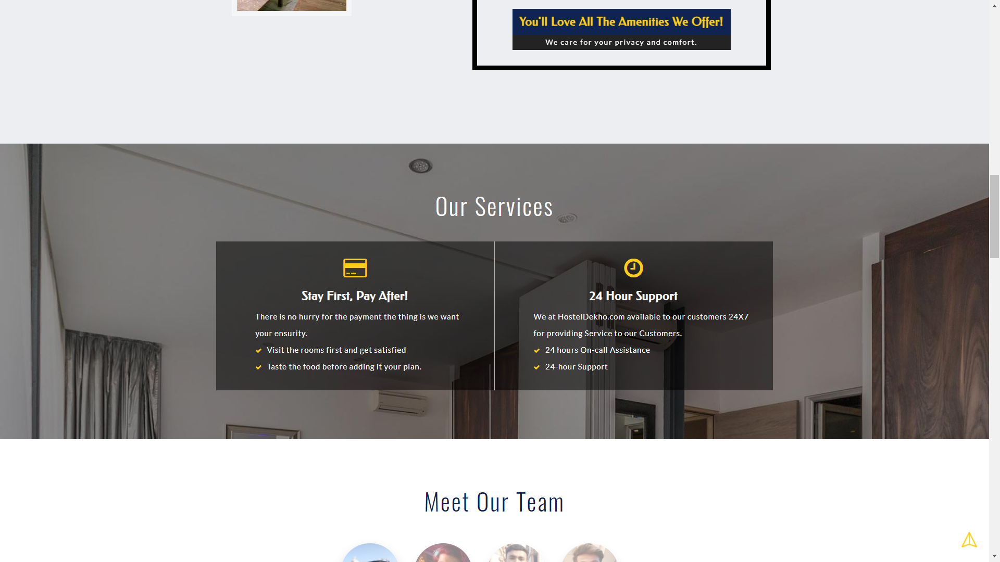 You'll Love All The Amenities We Offer!
We care for your privacy and comfort.
Our Services
Stay First, Pay After!
There is no hurry for the payment the thing is we want
your ensurity.
Visit the rooms first and get satisfied
Taste the food before adding it your plan.
24 Hour Support
We at HostelDekho.com available to our customers 24X7
for providing Service to our Customers.
24 hours On-call Assistance
24-hour Support
Meet Our Team